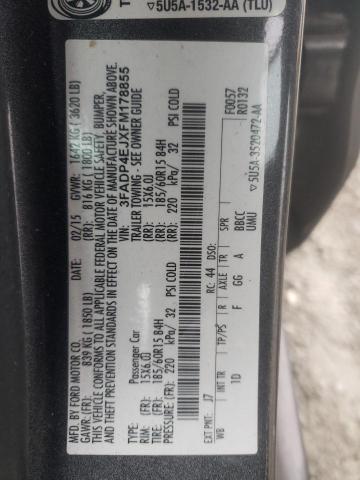 ▽5U5A-1532-AA (TLU)
MFD. BY FORD MOTOR CO.
DATE: 02/15 GVWR: 1642 KG ( 3620 LB)
GAWR: (FR): 839 KG ( 1850 LB) (RR): 816 KG ( 1800 LB)
THIS VEHICLE CONFORMS TO ALL APPLICABLE FEDERAL MOTOR VEHICLE SAFETY, BUMPER,
AND THEFT PREVENTION STANDARDS IN EFFECT ON THE DATE OF MANUFACTURE SHOWN ABOVE.
VIN: 3FADP4EJXFM178855
Passenger Car TRAILER TOWING - SEE OWNER GUIDE
RIM: (FR): 15X6.0J (RR): 15X6.0J
TIRE: (FR): 185/60R15 84H (RR): 185/60R15 84H
PRESSURE: (FR): 220 kPa/ 32 PSI COLD (RR): 220 kPa/ 32 PSI COLD
F0057
EXT PNT: J7 RC: 44 DSO: R0132
WB INT TR TP/PS R AXLE TR SPR
1D F GG A BBCC
UMU
▽5U5A-3520472-AA